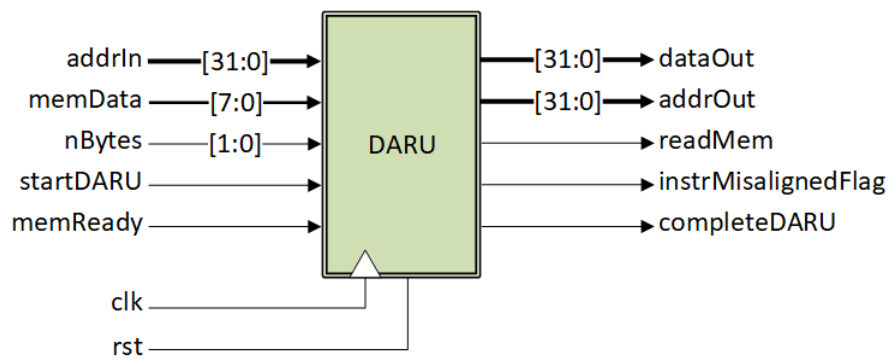 addrIn [31:0] [31:0] dataOut
memData [7:0] [31:0] addrOut
nBytes [1:0] DARU readMem
startDARU instrMisalignedFlag
memReady completeDARU
clk
rst